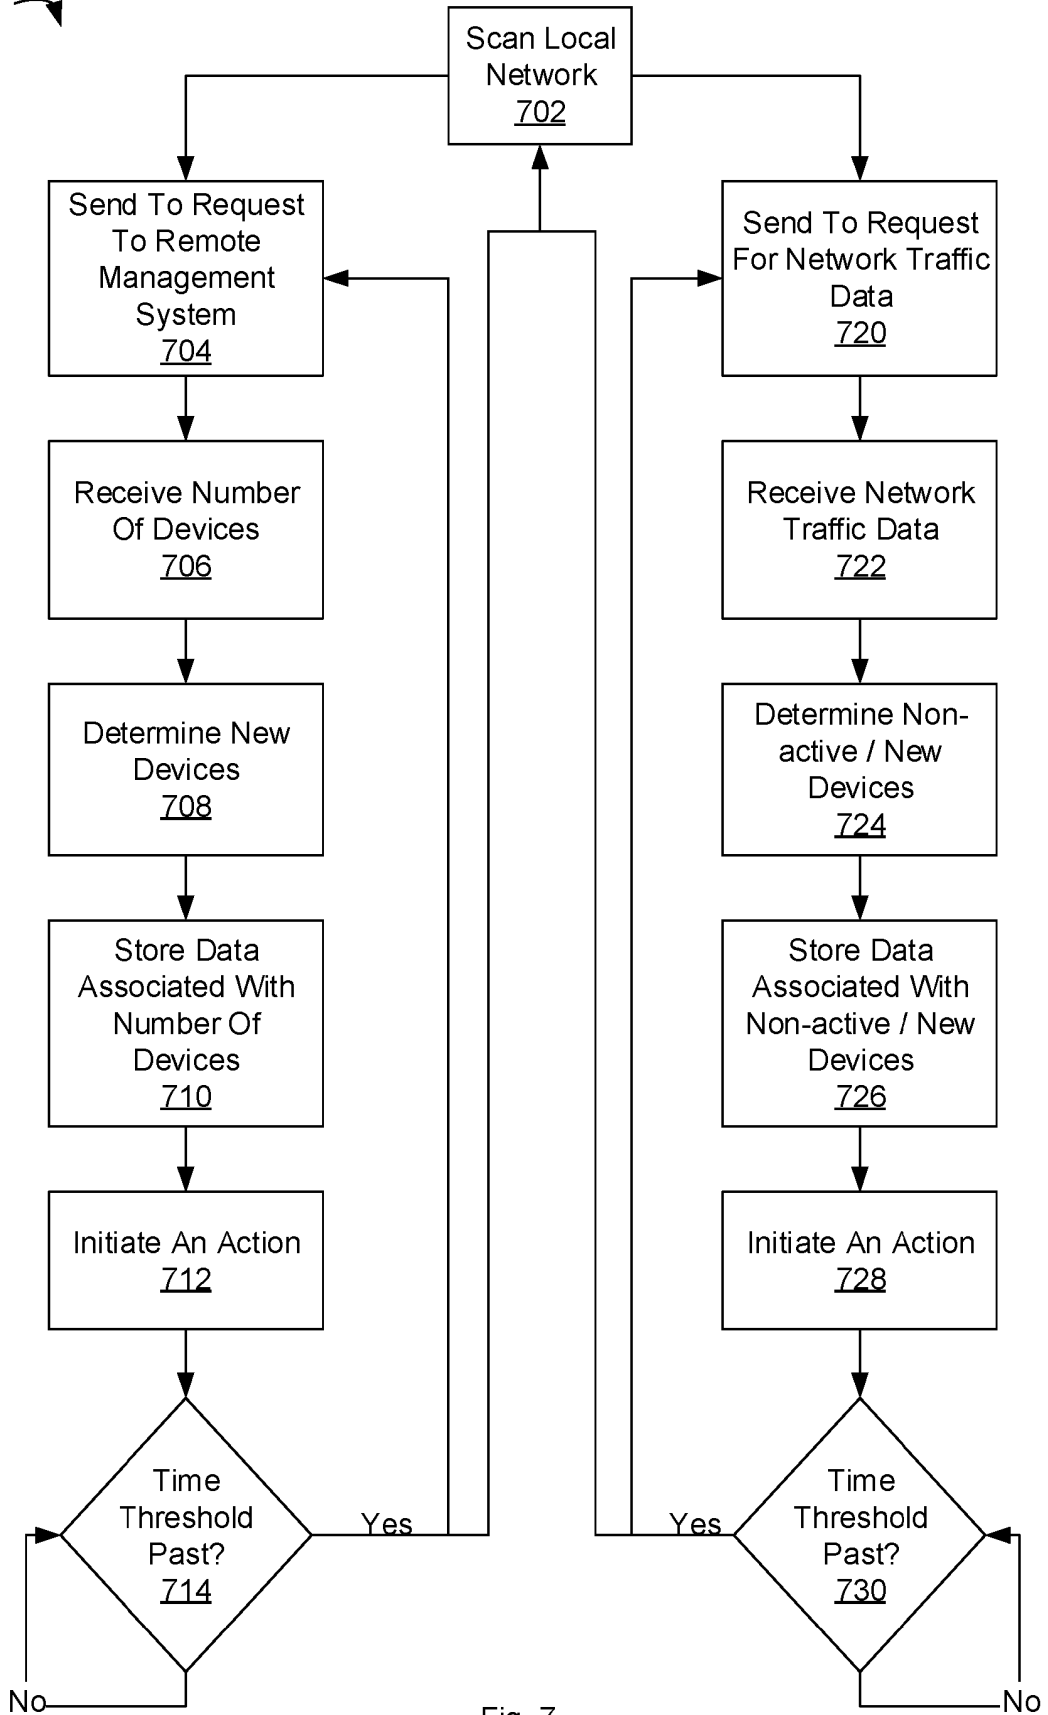 Scan Local
Network
702
Send To Request
To Remote
Management
System
704
Receive Number
Of Devices
706
Determine New
Devices
708
Store Data
Associated With
Number Of
Devices
710
Initiate An Action
712
Time
Threshold
Past?
714
Yes
No
Send To Request
For Network Traffic
Data
720
Receive Network
Traffic Data
722
Determine Non-
active / New
Devices
724
Store Data
Associated With
Non-active / New
Devices
726
Initiate An Action
728
Time
Threshold
Past?
730
Yes
No
Fig. 7